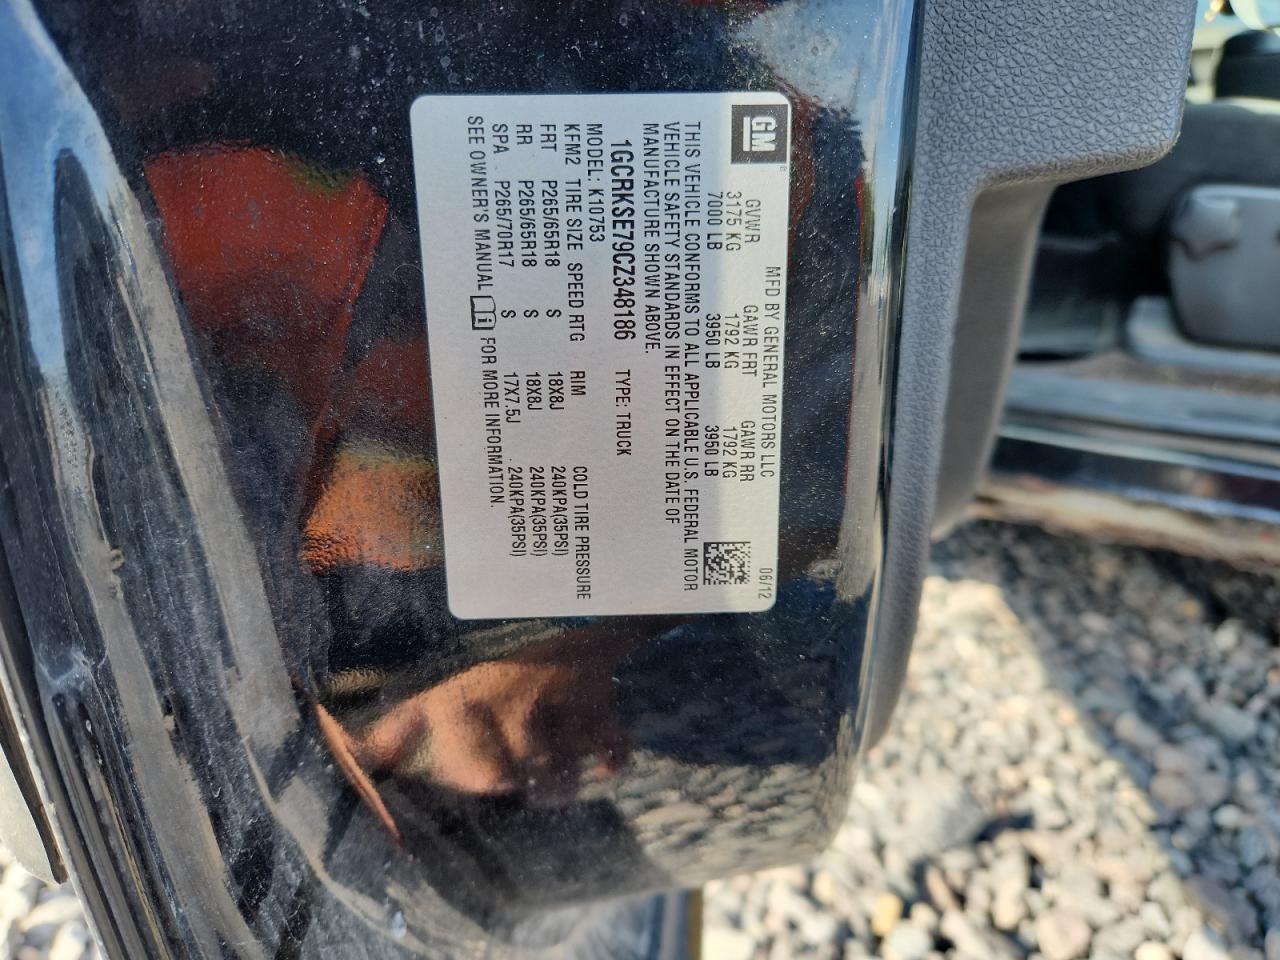 GM
MFD BY GENERAL MOTORS LLC 06/12
GVWR GAWR FRT GAWR RR
3175 KG 1792 KG 1792 KG
7000 LB 3950 LB 3950 LB
THIS VEHICLE CONFORMS TO ALL APPLICABLE U.S. FEDERAL MOTOR
VEHICLE SAFETY STANDARDS IN EFFECT ON THE DATE OF
MANUFACTURE SHOWN ABOVE.
1GCRKSE79CZ348186 TYPE: TRUCK
MODEL: K10753
KFM2 TIRE SIZE SPEED RTG RIM COLD TIRE PRESSURE
FRT P265/65R18 S 18X8J 240KPA(35PSI)
RR P265/65R18 S 18X8J 240KPA(35PSI)
SPA P265/70R17 S 17X7.5J 240KPA(35PSI)
SEE OWNER'S MANUAL i FOR MORE INFORMATION.